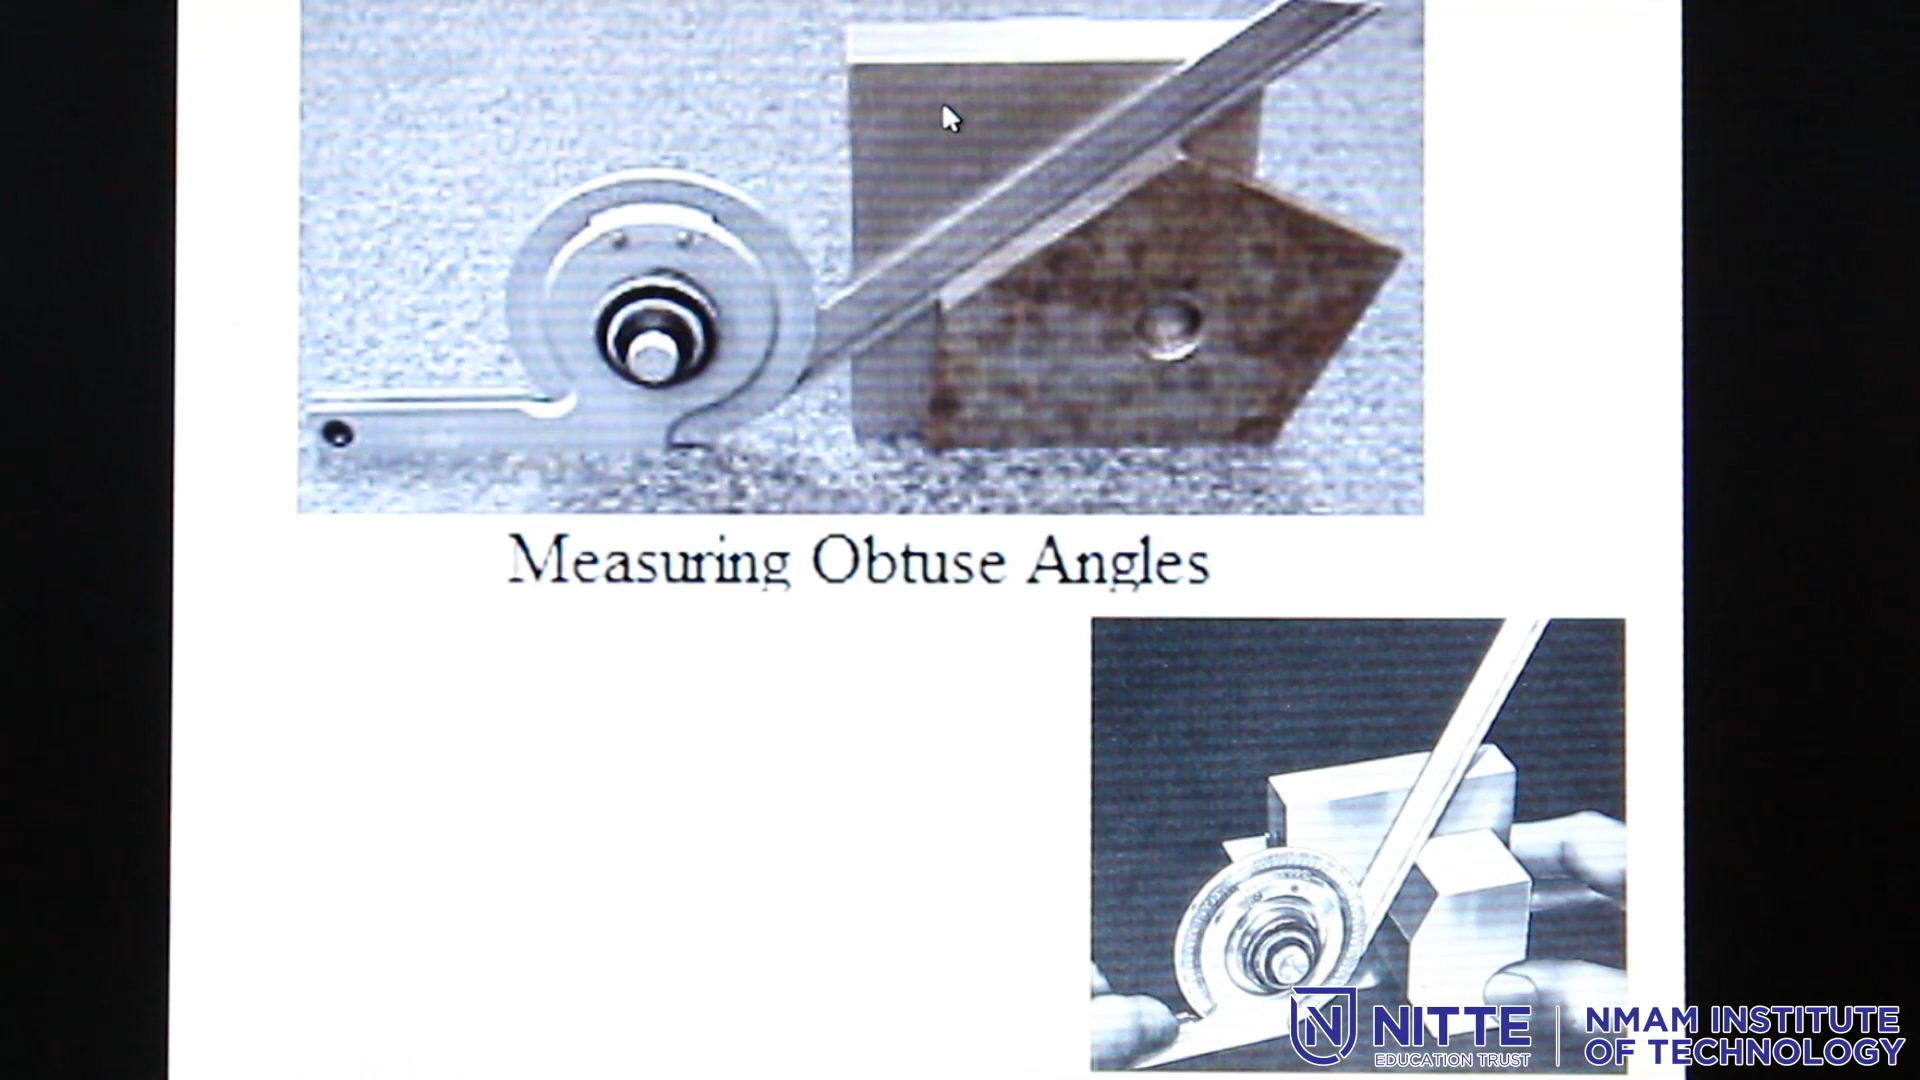 Measuring Obtuse Angles
NITTE
EDUCATION TRUST
NMAM INSTITUTE
OF TECHNOLOGY